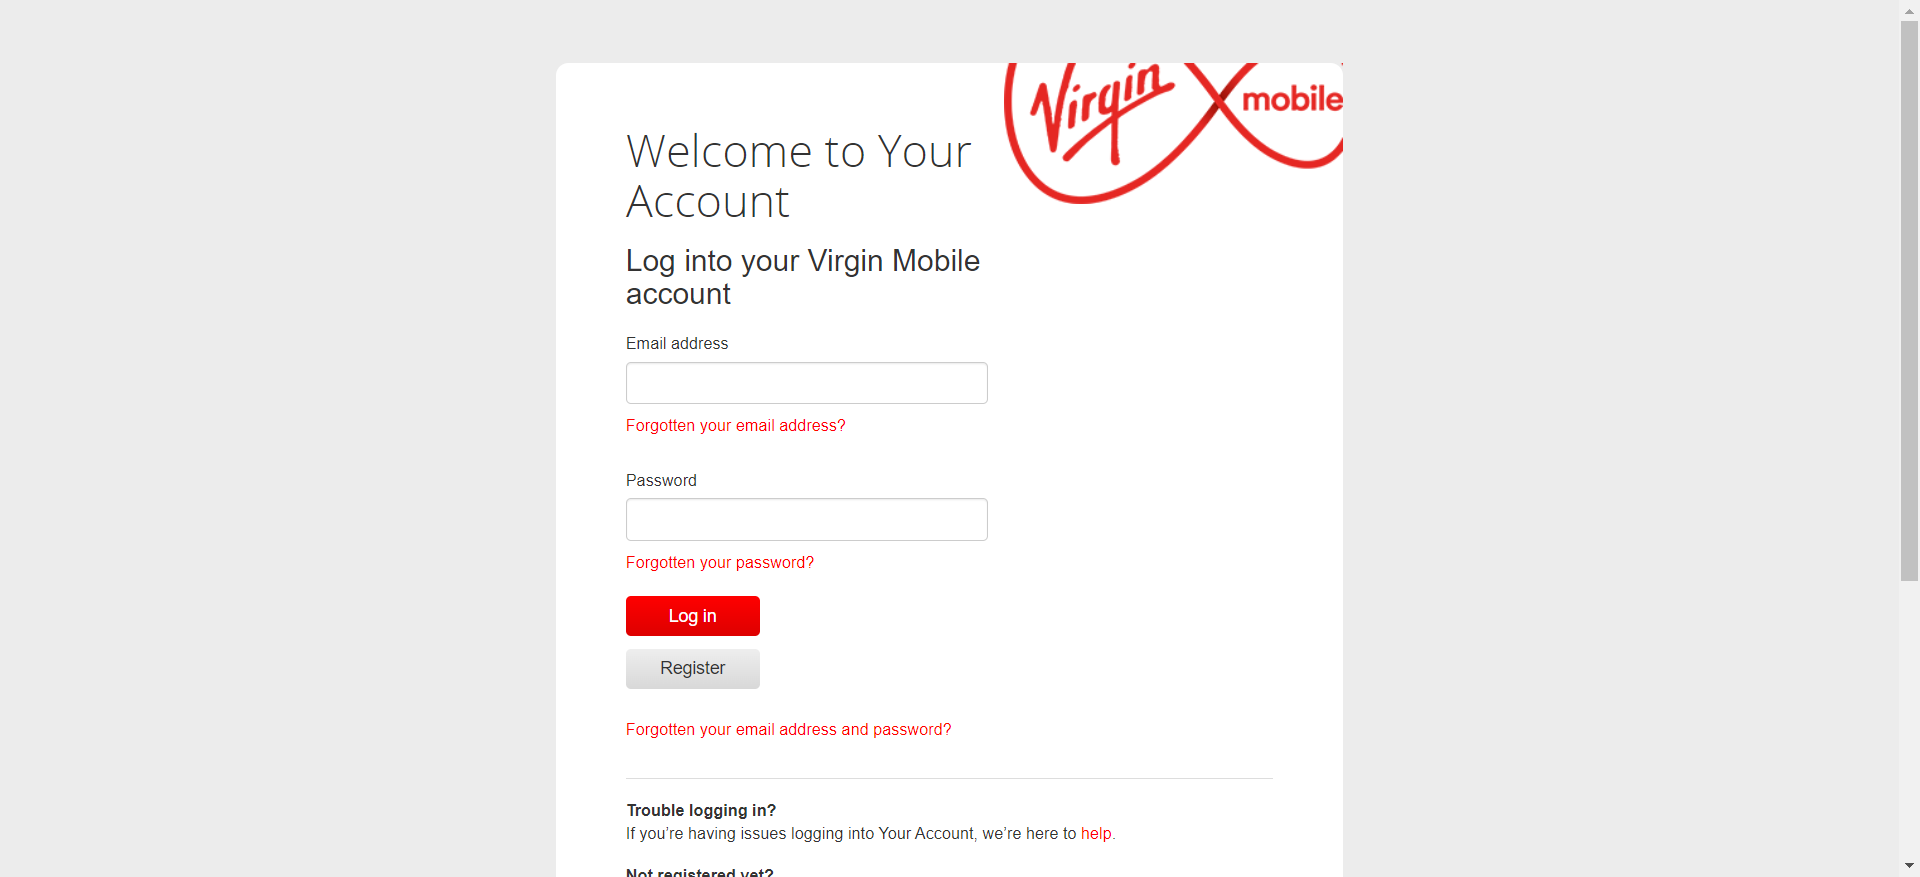 Virgin mobile
Welcome to Your
Account
Log into your Virgin Mobile
account
Email address
Forgotten your email address?
Password
Forgotten your password?
Log in
Register
Forgotten your email address and password?
Trouble logging in?
If you’re having issues logging into Your Account, we’re here to help.
Not registered yet?